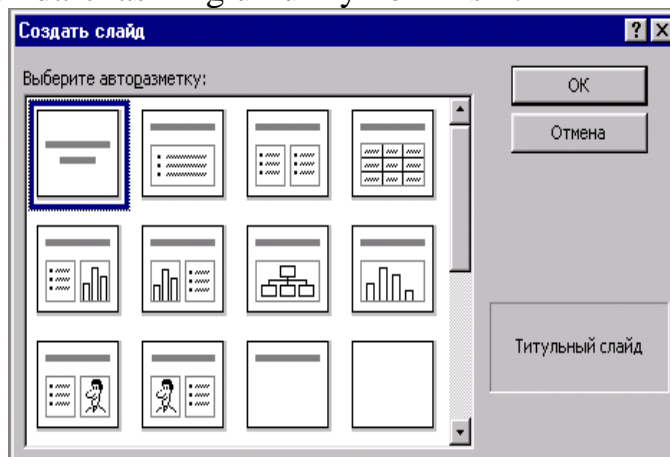 Создать слайд
Выберите авторазметку:
ОК
Отмена
Титульный слайд